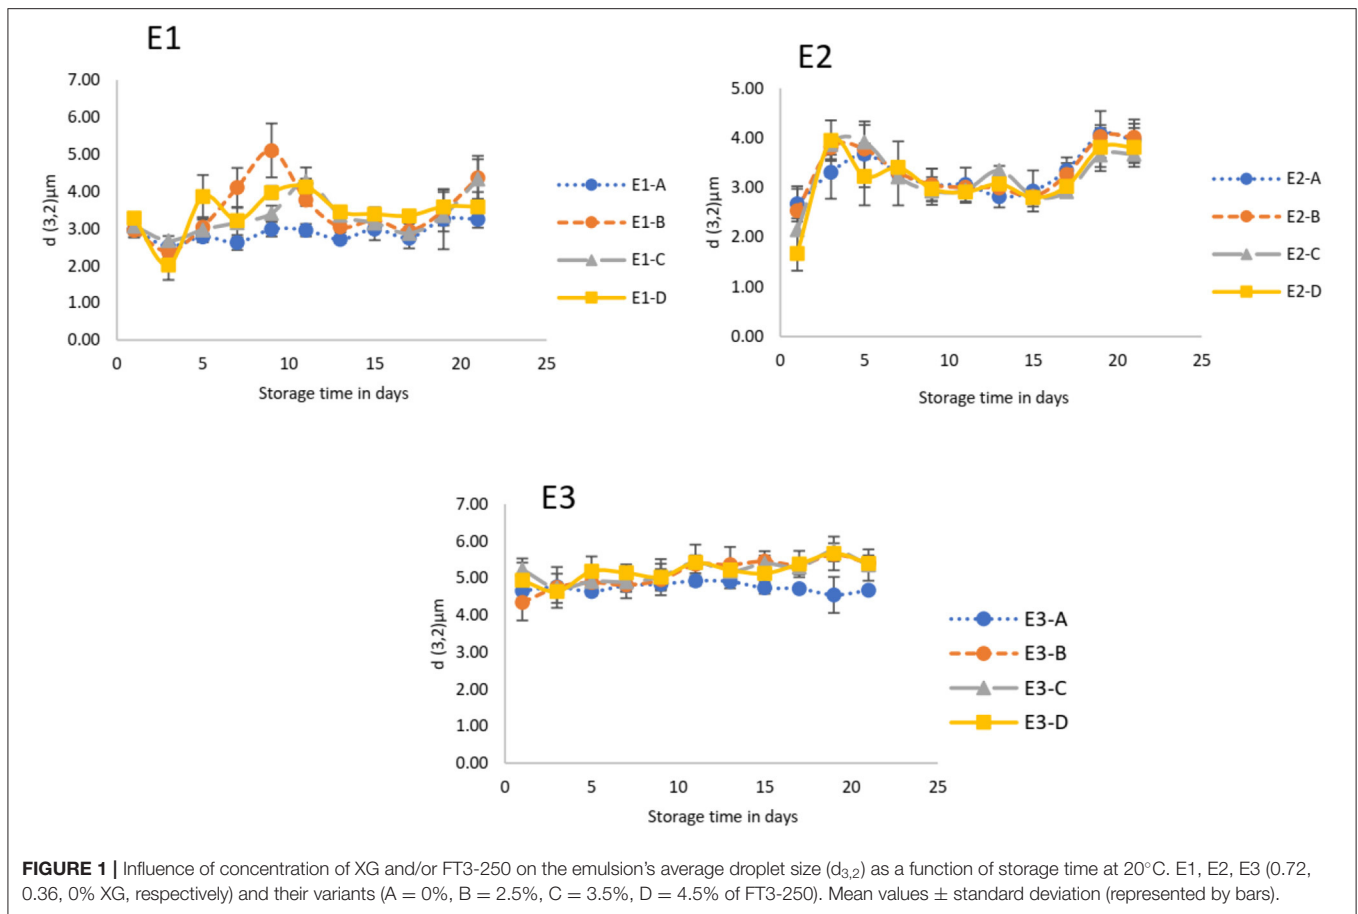 E1
7.00
6.00
5.00
4.00
3.00
2.00
1.00
0.00
d (3,2)µm
0 5 10 15 20 25
Storage time in days
E1-A
E1-B
E1-C
E1-D
E2
5.00
4.00
3.00
2.00
1.00
0.00
d (3,2)µm
0 5 10 15 20 25
Storage time in days
E2-A
E2-B
E2-C
E2-D
E3
7.00
6.00
5.00
4.00
3.00
2.00
1.00
0.00
d (3,2)µm
0 5 10 15 20 25
Storage time in days
E3-A
E3-B
E3-C
E3-D
FIGURE 1 | Influence of concentration of XG and/or FT3-250 on the emulsion's average droplet size (d3,2) as a function of storage time at 20°C. E1, E2, E3 (0.72,
0.36, 0% XG, respectively) and their variants (A = 0%, B = 2.5%, C = 3.5%, D = 4.5% of FT3-250). Mean values ± standard deviation (represented by bars).